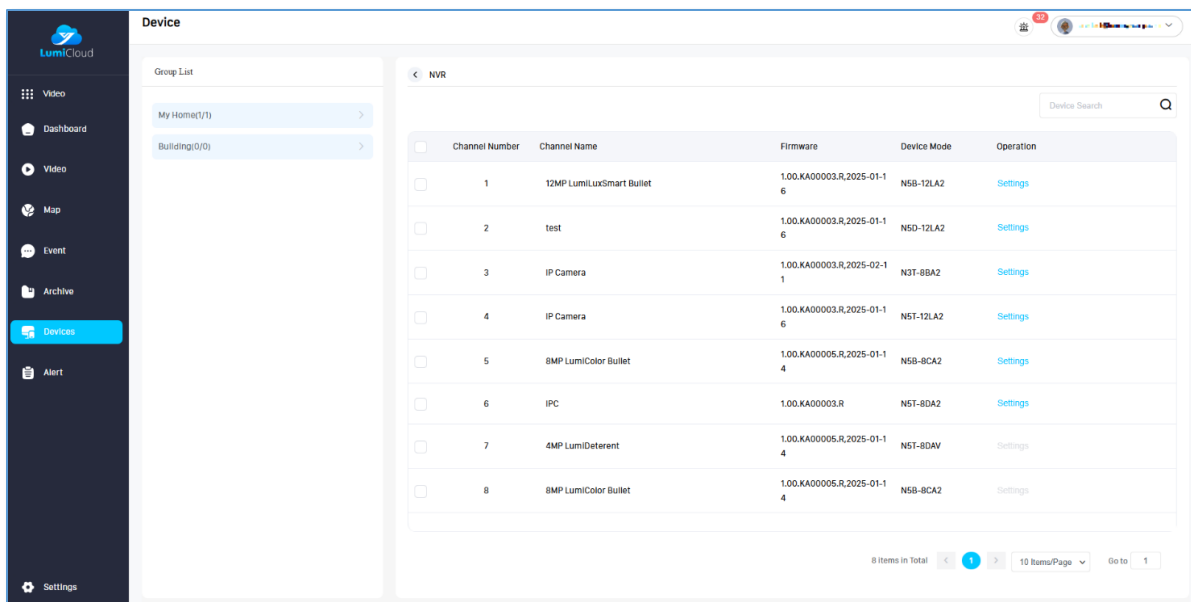 LumiCloud
Video
Dashboard
Video
Map
Event
Archive
Devices
Alert
Settings
Device
32
Group List
My Home(1/1)
Building(0/0)
NVR
Device Search
Channel Number Channel Name Firmware Device Mode Operation
1 12MP LumiLuxSmart Bullet 1.00.KA00003.R,2025-01-1 N5B-12LA2 Settings
6
2 test 1.00.KA00003.R,2025-01-1 N5D-12LA2 Settings
6
3 IP Camera 1.00.KA00003.R,2025-02-1 N3T-8BA2 Settings
1
4 IP Camera 1.00.KA00003.R,2025-01-1 N5T-12LA2 Settings
6
5 8MP LumiColor Bullet 1.00.KA00005.R,2025-01-1 N5B-8CA2 Settings
4
6 IPC 1.00.KA00003.R N5T-8DA2 Settings
7 4MP LumiDeterent 1.00.KA00005.R,2025-01-1 N5T-8DAV Settings
4
8 8MP LumiColor Bullet 1.00.KA00005.R,2025-01-1 N5B-8CA2 Settings
4
8 items in Total 1 10 Items/Page Go to 1